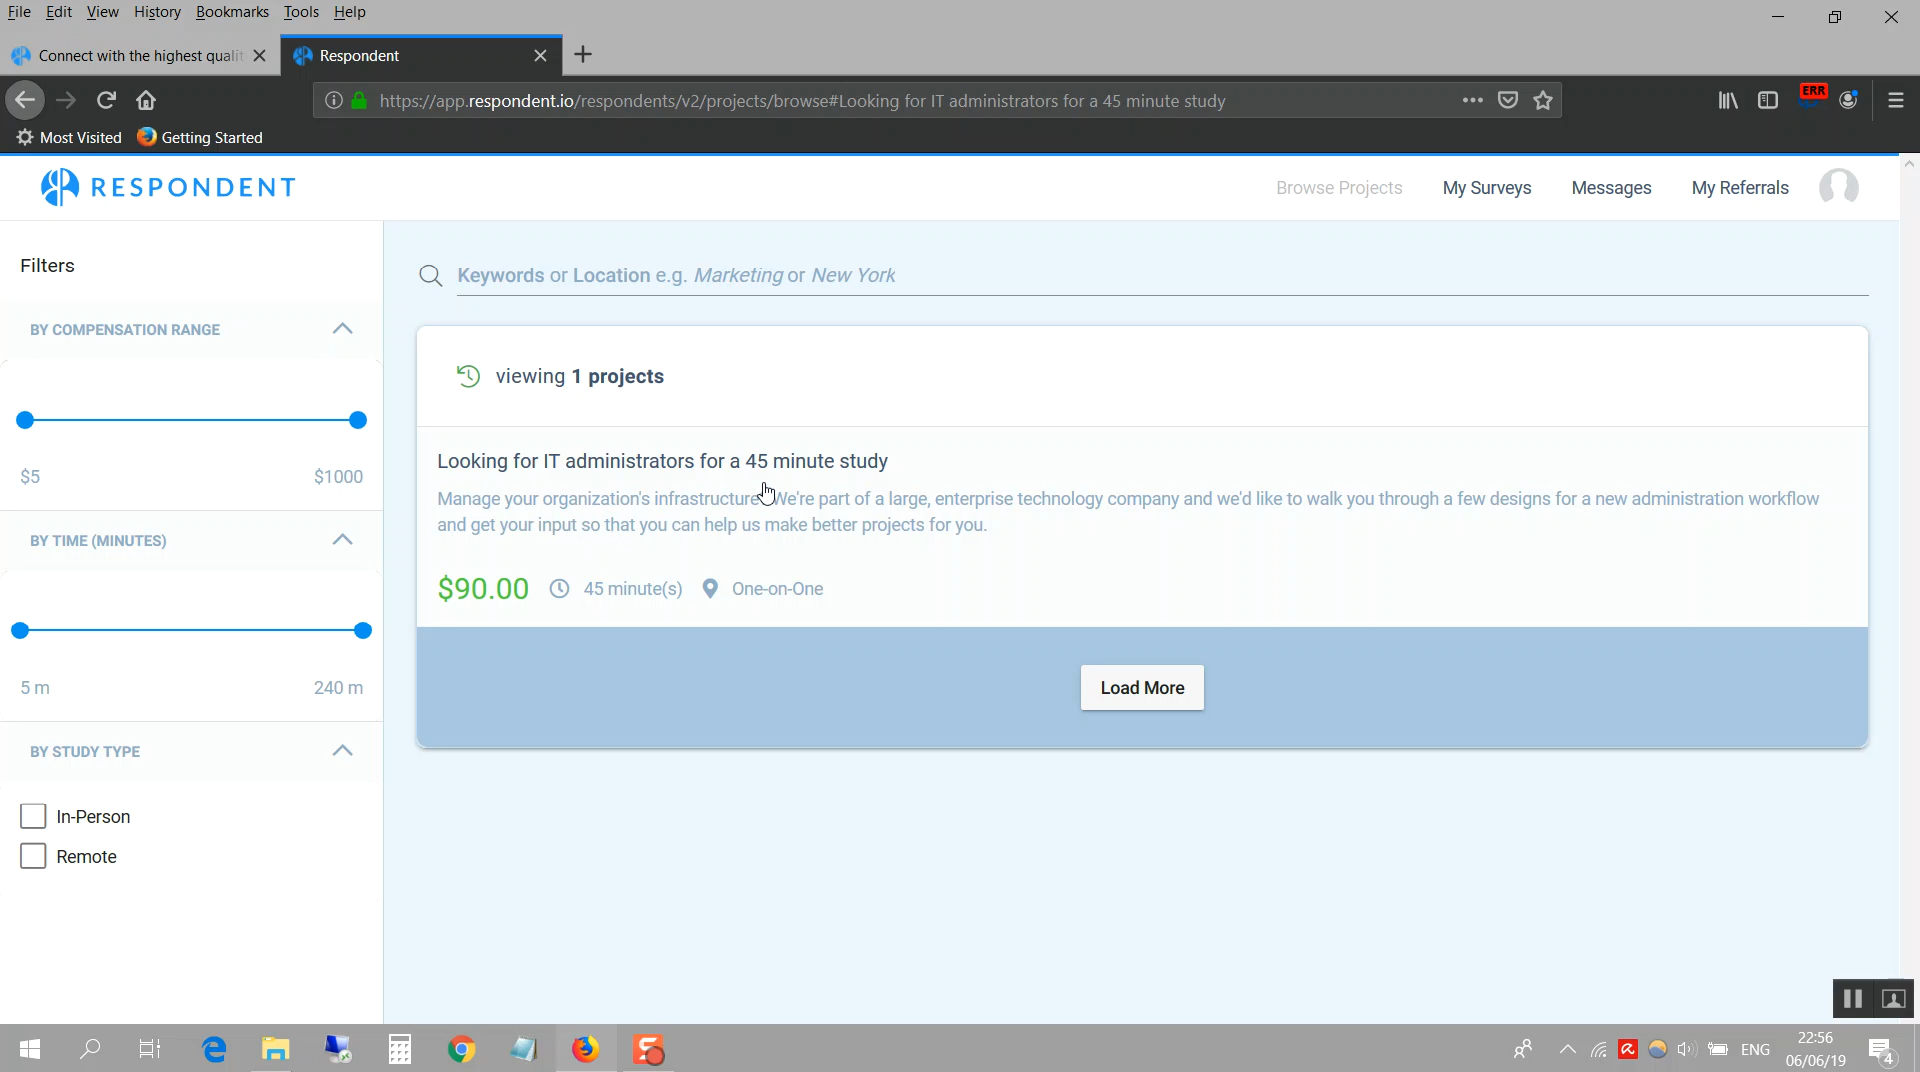 File Edit View History Bookmarks Tools Help
Connect with the highest qualit
Respondent
https://app.respondent.io/respondents/v2/projects/browse#Looking for IT administrators for a 45 minute study
ERR
Most Visited Getting Started
RESPONDENT
Browse Projects My Surveys Messages My Referrals
Filters
BY COMPENSATION RANGE
$5 $1000
BY TIME (MINUTES)
5 m 240 m
BY STUDY TYPE
In-Person
Remote
Keywords or Location e.g. Marketing or New York
viewing 1 projects
Looking for IT administrators for a 45 minute study
Manage your organization's infrastructure? We're part of a large, enterprise technology company and we'd like to walk you through a few designs for a new administration workflow
and get your input so that you can help us make better projects for you.
$90.00 45 minute(s) One-on-One
Load More
ENG
22:56
06/06/19
4